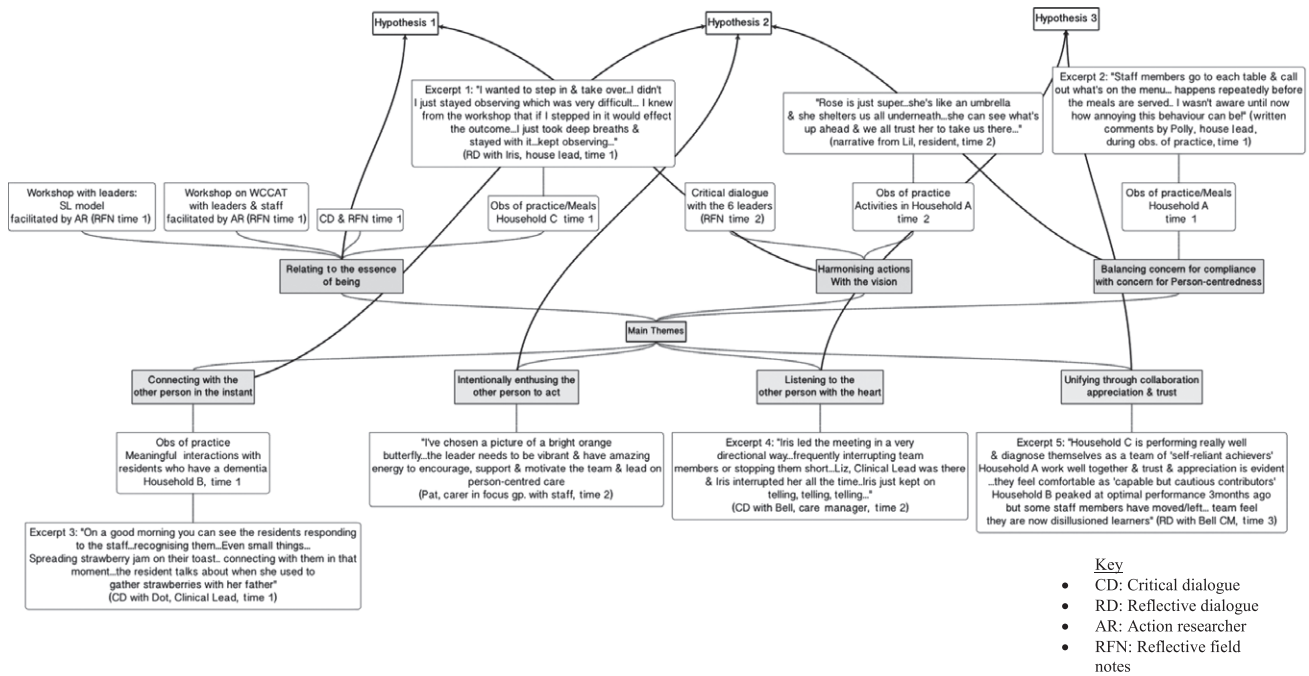 Hypothesis 1
Hypothesis 2
Hypothesis 3
Excerpt 1: "I wanted to step in & take over...I didn't
I just stayed observing which was very difficult... I knew
from the workshop that if I stepped in it would effect
the outcome...I just took deep breaths &
stayed with it...kept observing..."
(RD with Iris, house lead, time 1)
"Rose is just super...she's like an umbrella
& she shelters us all underneath...she can see what's
up ahead & we all trust her to take us there..."
(narrative from Lil, resident, time 2)
Excerpt 2: "Staff members go to each table & call
out what's on the menu... happens repeatedly before
the meals are served.. I wasn't aware until now
how annoying this behaviour can be!" (written
comments by Polly, house lead,
during obs. of practice, time 1)
Workshop with leaders:
SL model
facilitated by AR (RFN time 1)
Workshop on WCCAT
with leaders & staff
facilitated by AR (RFN time 1)
CD & RFN time 1
Obs of practice/Meals
Household C time 1
Critical dialogue
with the 6 leaders
(RFN time 2)
Obs of practice
Activities in Household A
time 2
Obs of practice/Meals
Household A
time 1
Relating to the essence
of being
Harmonising actions
With the vision
Balancing concern for compliance
with concern for Person-centredness
Main Themes
Connecting with the
other person in the instant
Intentionally enthusing the
other person to act
Listening to the
other person with the heart
Unifying through collaboration
appreciation & trust
Obs of practice
Meaningful interactions with
residents who have a dementia
Household B, time 1
"I've chosen a picture of a bright orange
butterfly...the leader needs to be vibrant & have amazing
energy to encourage, support & motivate the team & lead on
person-centred care
(Pat, carer in focus gp. with staff, time 2)
Excerpt 4: "Iris led the meeting in a very
directional way...frequently interrupting team
members or stopping them short...Liz, Clinical Lead was there
& Iris interrupted her all the time..Iris just kept on
telling, telling, telling..."
(CD with Bell, care manager, time 2)
Excerpt 5: "Household C is performing really well
& diagnose themselves as a team of 'self-reliant achievers'
Household A work well together & trust & appreciation is evident
...they feel comfortable as 'capable but cautious contributors'
Household B peaked at optimal performance 3months ago
but some staff members have moved/left... team feel
they are now disillusioned learners" (RD with Bell CM, time 3)
Excerpt 3: "On a good morning you can see the residents responding
to the staff...recognising them...Even small things...
Spreading strawberry jam on their toast.. connecting with them in that
moment...the resident talks about when she used to
gather strawberries with her father"
(CD with Dot, Clinical Lead, time 1)
Key
• CD: Critical dialogue
• RD: Reflective dialogue
• AR: Action researcher
• RFN: Reflective field
notes